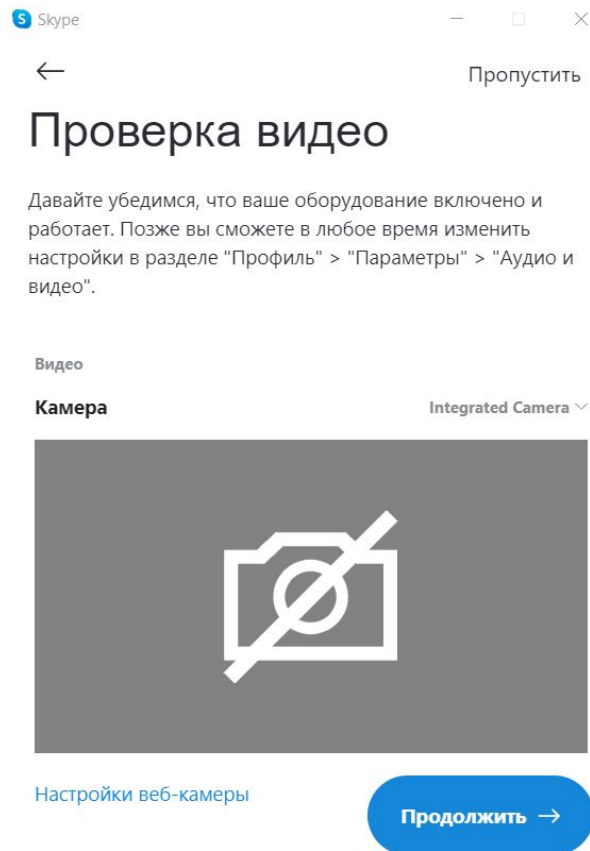 Skype
Пропустить
Проверка видео
Давайте убедимся, что ваше оборудование включено и
работает. Позже вы сможете в любое время изменить
настройки в разделе "Профиль" > "Параметры" > "Аудио и
видео".
Видео
Камера Integrated Camera
Настройки веб-камеры
Продолжить →